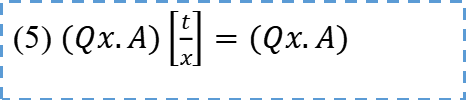 (5) (Qx. A) [t/x] = (Qx. A)